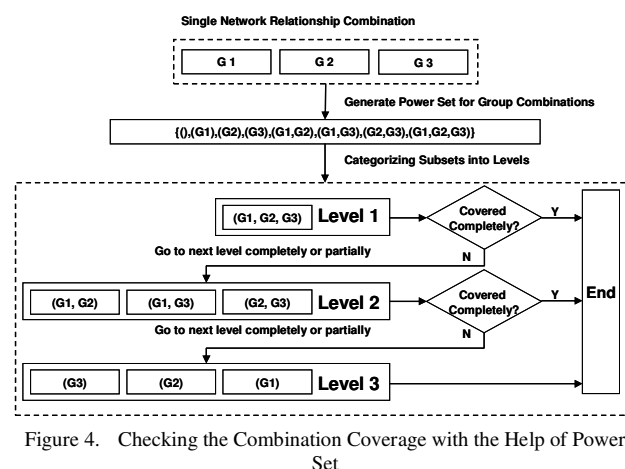 Single Network Relationship Combination
G 1 G 2 G 3
Generate Power Set for Group Combinations
{(),(G1),(G2),(G3),(G1,G2),(G1,G3),(G2,G3),(G1,G2,G3)}
Categorizing Subsets into Levels
(G1, G2, G3) Level 1
Covered
Completely?
Y
N
Go to next level completely or partially
(G1, G2) (G1, G3) (G2, G3) Level 2
Covered
Completely?
Y
N
End
Go to next level completely or partially
(G3) (G2) (G1) Level 3
Figure 4. Checking the Combination Coverage with the Help of Power
Set